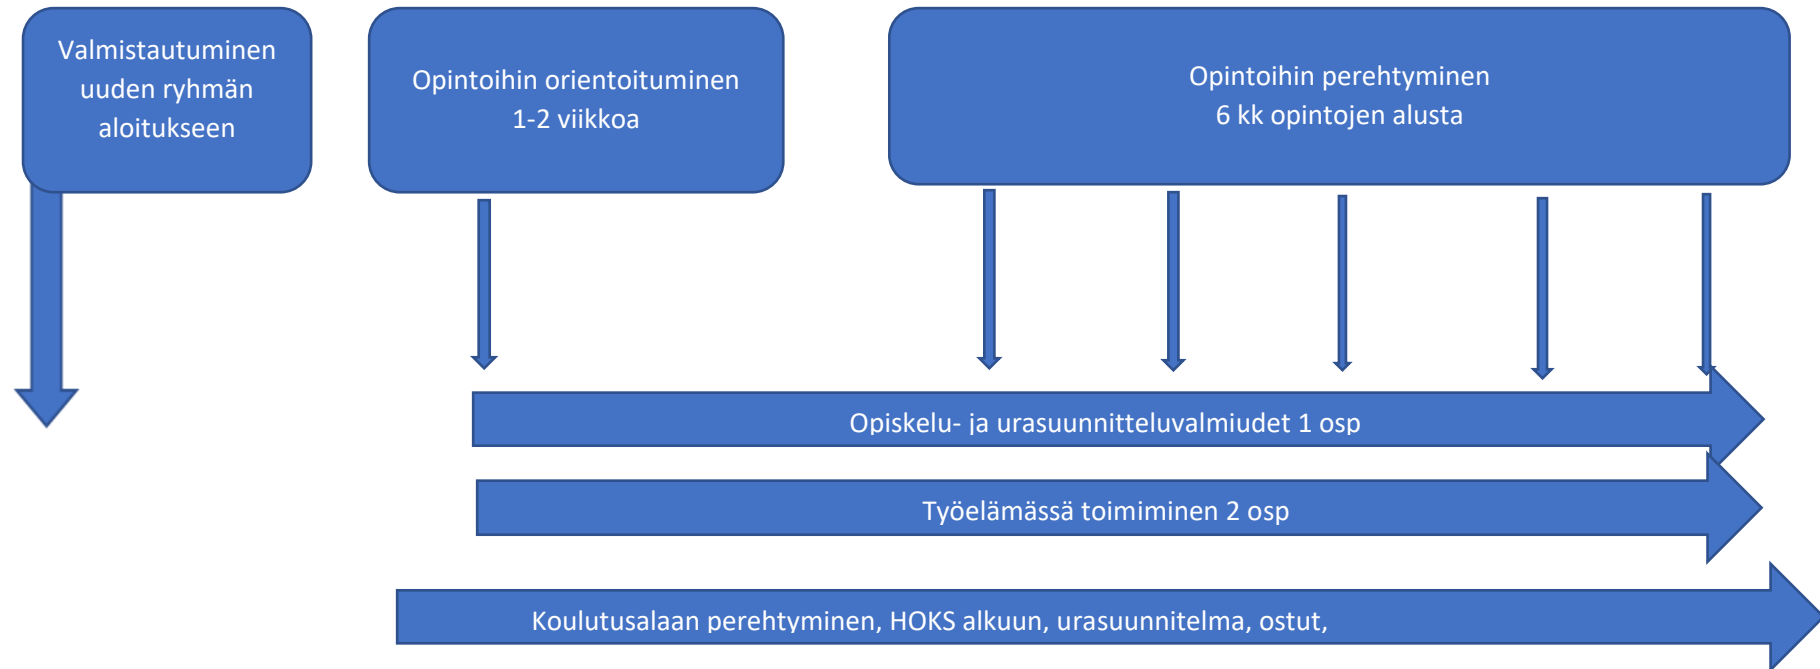 Valmistautuminen
uuden ryhmän
aloitukseen
Opintoihin orientoituminen
1-2 viikkoa
Opintoihin perehtyminen
6 kk opintojen alusta
Opiskelu- ja urasuunnitteluvalmiudet 1 osp
Työelämässä toimiminen 2 osp
Koulutusalaan perehtyminen, HOKS alkuun, urasuunnitelma, ostut,